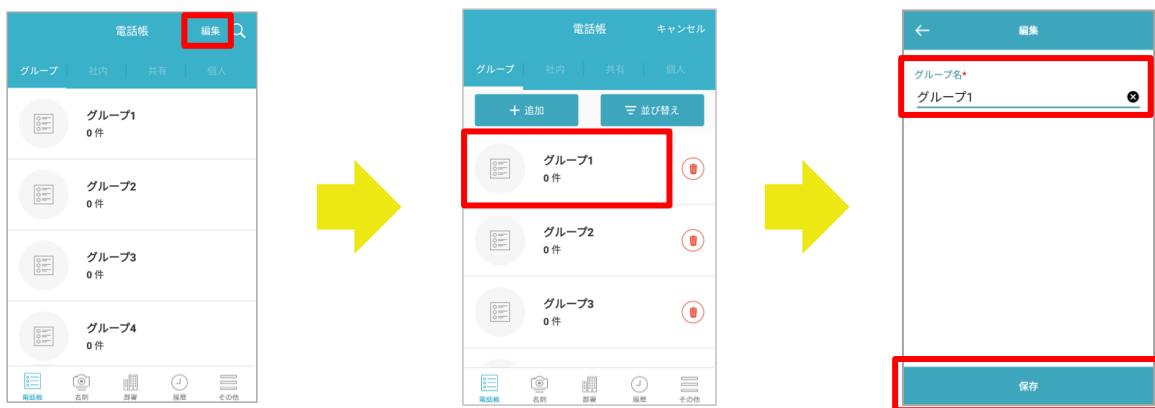 電話帳 編集
グループ 社内 共有 個人
グループ1
0 件
グループ2
0 件
グループ3
0 件
グループ4
0 件
電話帳 名刺 部署 履歴 その他
電話帳 キャンセル
グループ 社内 共有 個人
+ 追加 並び替え
グループ1
0 件
グループ2
0 件
グループ3
0 件
電話帳 名刺 部署 履歴 その他
編集
グループ名*
グループ1
保存